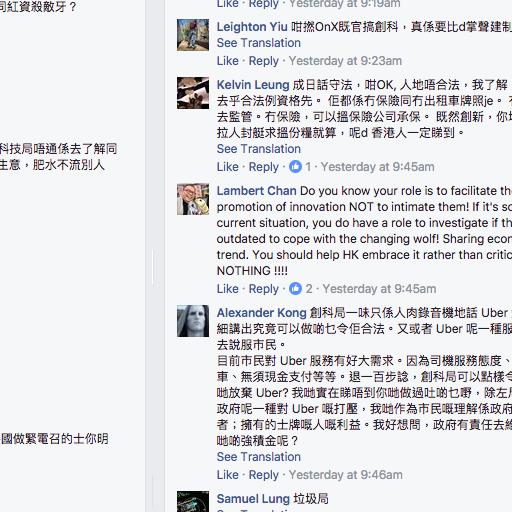 Like · Reply · Yesterday at 9:19am
同紅資殺敵牙？
Leighton Yiu 咁撚OnX既官搞創科，真係要比d掌聲建制
See Translation
Like · Reply · Yesterday at 9:23am
Kelvin Leung 成日話守法，咁OK, 人地唔合法，我了解
去乎合法例資格先。 佢都係冇保險同冇出租車牌照je。
去監管。冇保險，可以搵保險公司承保。 既然創新，你
拉人封艇求搵份糧就算，呢d 香港人一定睇到。
See Translation
Like · Reply · 1 · Yesterday at 9:45am
科技局唔通係去了解同
生意，肥水不流別人
Lambert Chan Do you know your role is to facilitate the
promotion of innovation NOT to intimate them! If it's so
current situation, you do have a role to investigate if th
outdated to cope with the changing wolf! Sharing econ
trend. You should help HK embrace it rather than critic
NOTHING !!!!
Like · Reply · 2 · Yesterday at 9:45am
Alexander Kong 創科局一味只係人肉錄音機地話 Uber
細講出究竟可以做啲乜令佢合法。又或者 Uber 呢一種服
去說服市民。
目前市民對 Uber 服務有好大需求。因為司機服務態度、
車、無須現金支付等等。退一百步諗，創科局可以點樣令
哋放棄 Uber? 我哋實在睇唔到你哋做過吐啲乜嘢，除左
政府呢一種對 Uber 嘅打壓，我哋作為市民嘅理解係政府
者；擁有的士牌嘅人嘅利益。我好想問，政府有責任去維
哋啲強積金呢？
See Translation
Like · Reply · Yesterday at 9:46am
國做緊電召的士你明
Samuel Lung 垃圾局